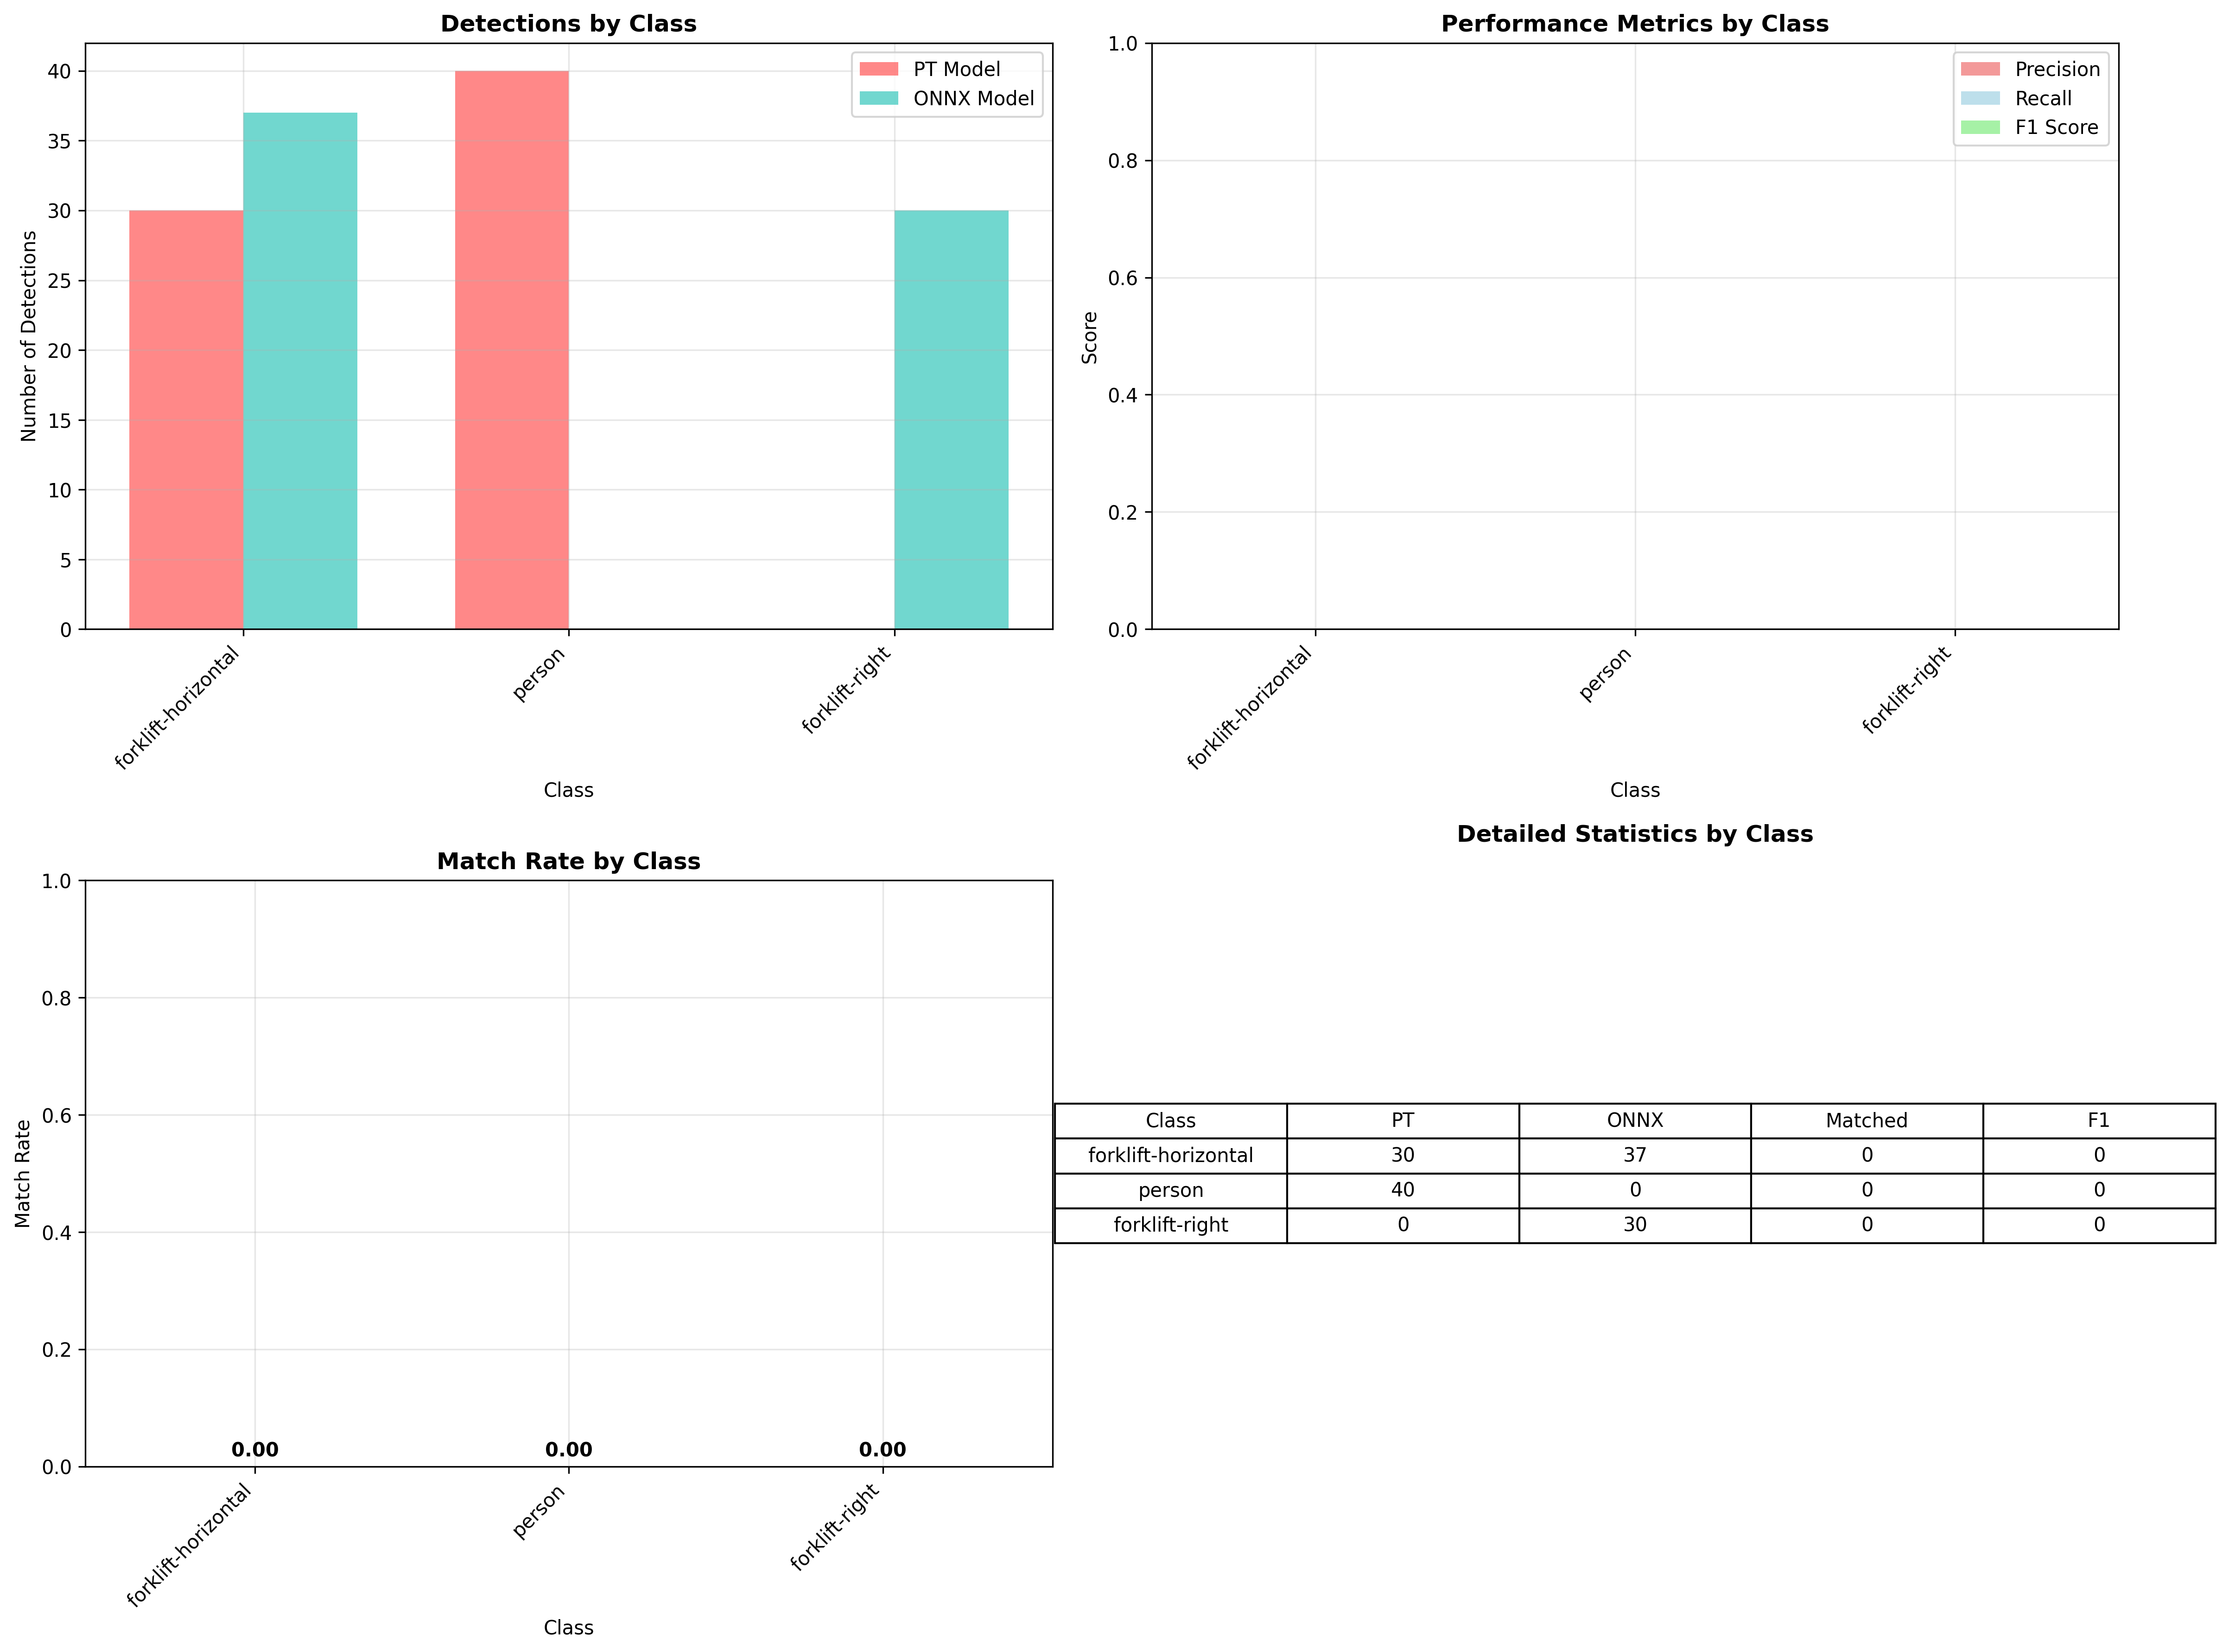 Detections by Class
PT Model
ONNX Model
40
35
30
25
20
15
10
5
0
Number of Detections
forklift-horizontal
person
forklift-right
Class
Performance Metrics by Class
Precision
Recall
F1 Score
1.0
0.8
0.6
0.4
0.2
0.0
Score
forklift-horizontal
person
forklift-right
Class
Match Rate by Class
1.0
0.8
0.6
0.4
0.2
0.0
Match Rate
0.00 0.00 0.00
forklift-horizontal
person
forklift-right
Class
Detailed Statistics by Class
Class PT ONNX Matched F1
forklift-horizontal 30 37 0 0
person 40 0 0 0
forklift-right 0 30 0 0